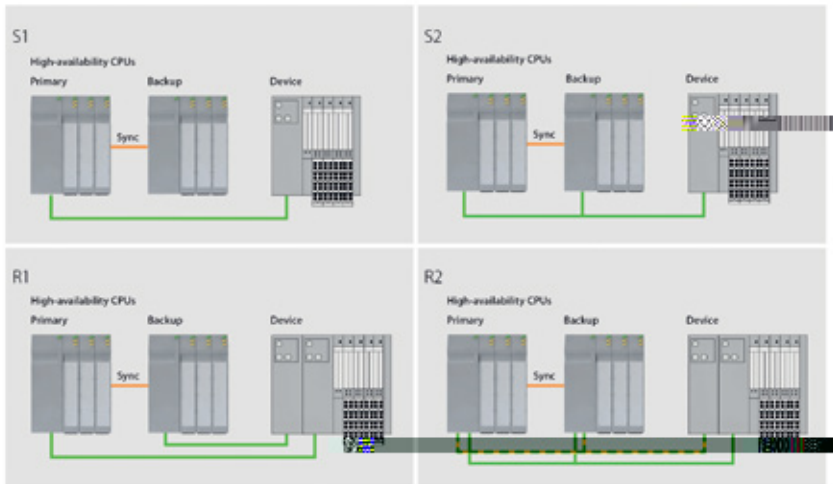 S1
High-availability CPUs
Primary Backup Device
Sync
S2
High-availability CPUs
Primary Backup Device
Sync
R1
High-availability CPUs
Primary Backup Device
Sync
R2
High-availability CPUs
Primary Backup Device
Sync